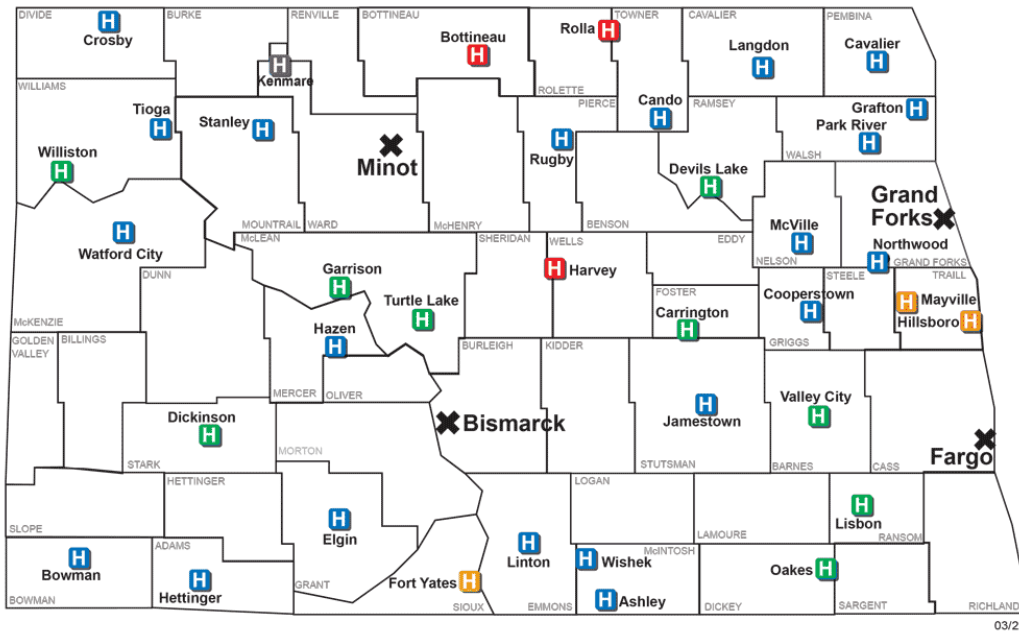 DIVIDE
BURKE
RENVILLE
BOTTINEAU
TOWNER
CAVALIER
PEMBINA
H
Crosby
Bottineau
H
Rolla H
Langdon
H
Cavalier
H
H
Kenmare
WILLIAMS
ROLETTE
PIERCE
RAMSEY
Tioga
H
Stanley H
Cando
H
Grafton H
Park River
H
WALSH
Williston
H
Minot
H
Rugby
Devils Lake
H
Grand
Forks
MOUNTRAIL
WARD
McHENRY
BENSON
H
Watford City
McLEAN
SHERIDAN
WELLS
EDDY
McVille
H
NELSON
Northwood
H
GRAND FORKS
DUNN
Garrison
H
H Harvey
STEELE
TRAILL
Turtle Lake
H
FOSTER
Carrington
H
Cooperstown
H
H Mayville
Hillsboro H
McKENZIE
Hazen
H
GOLDEN
VALLEY
BILLINGS
BURLEIGH
KIDDER
GRIGGS
MERCER
OLIVER
Dickinson
H
Bismarck
H
Jamestown
Valley City
H
MORTON
STARK
STUTSMAN
BARNES
CASS
Fargo
HETTINGER
LOGAN
SLOPE
H
Elgin
LAMOURE
H
Lisbon
RANSOM
ADAMS
H
Bowman
H
Hettinger
H
Linton
McINTOSH
H Wishek
Oakes H
GRANT
Fort Yates H
H Ashley
BOWMAN
SIOUX
EMMONS
DICKEY
SARGENT
RICHLAND